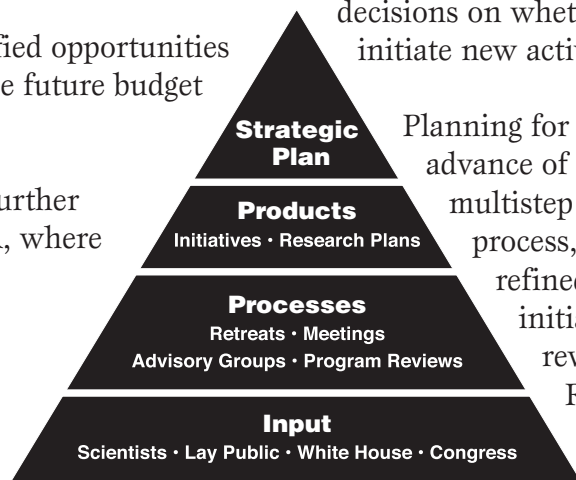 fied opportunities
e future budget
urther
, where
Strategic
Plan
Products
Initiatives • Research Plans
Processes
Retreats • Meetings
Advisory Groups • Program Reviews
Input
Scientists • Lay Public • White House • Congress
decisions on whet
initiate new acti
Planning for
advance of
multistep
process,
refine
initi
rev